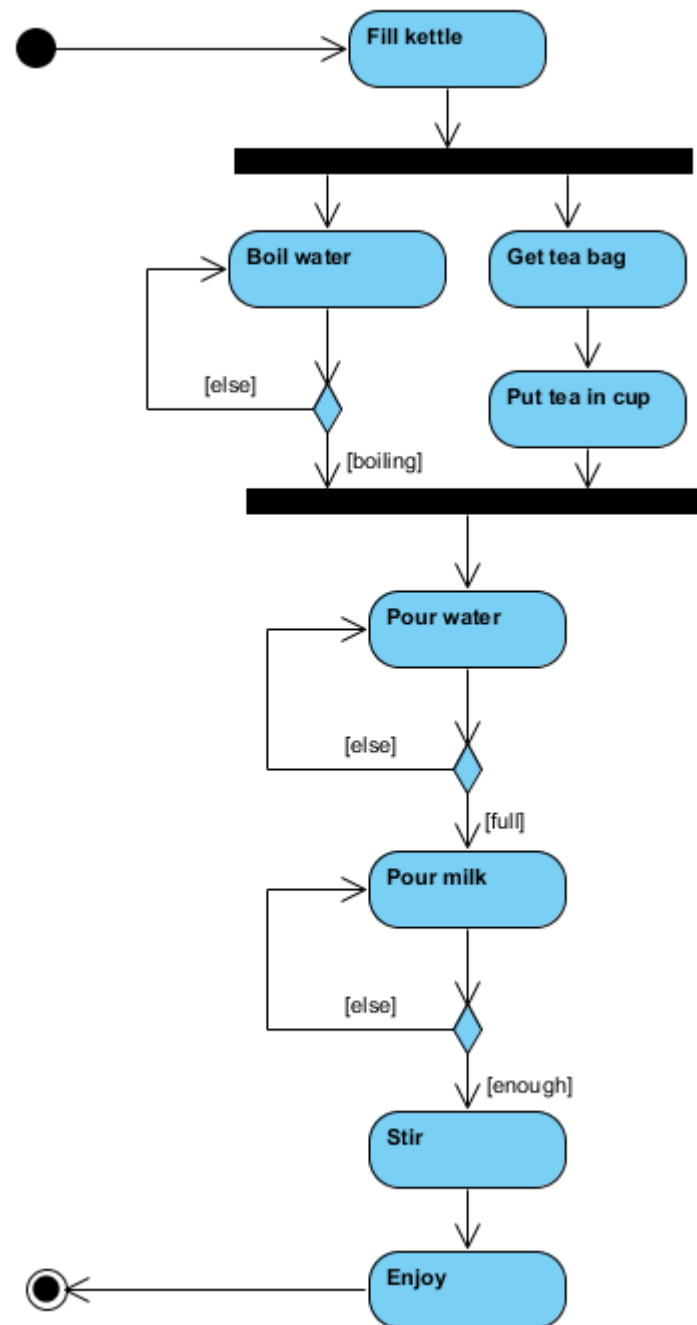 Fill kettle
Boil water
Get tea bag
[else]
Put tea in cup
[boiling]
Pour water
[else]
[full]
Pour milk
[else]
[enough]
Stir
Enjoy